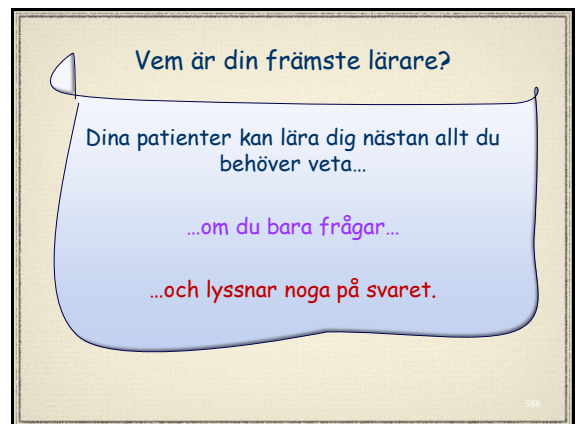 Vem är din främste lärare?
Dina patienter kan lära dig nästan allt du
behöver veta…
…om du bara frågar…
…och lyssnar noga på svaret.
388